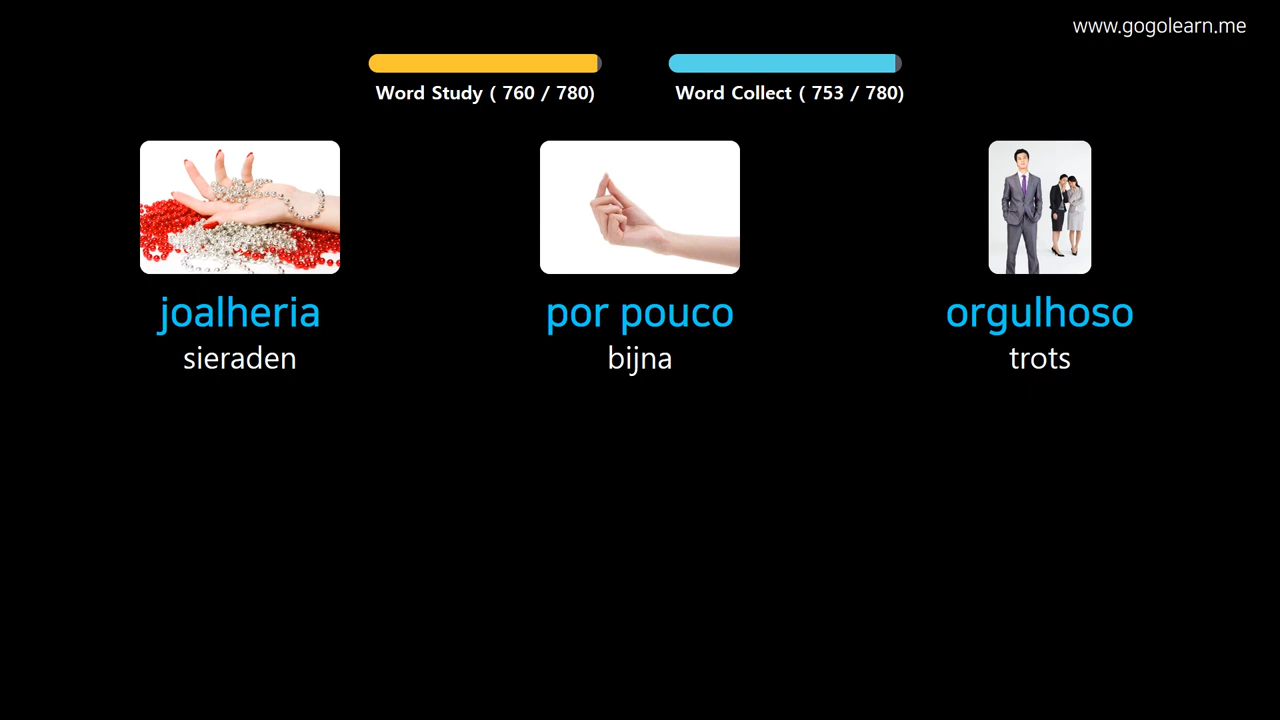 www.gogolearn.me
Word Study ( 760 / 780)
Word Collect ( 753 / 780)
joalheria
sieraden
por pouco
bijna
orgulhoso
trots